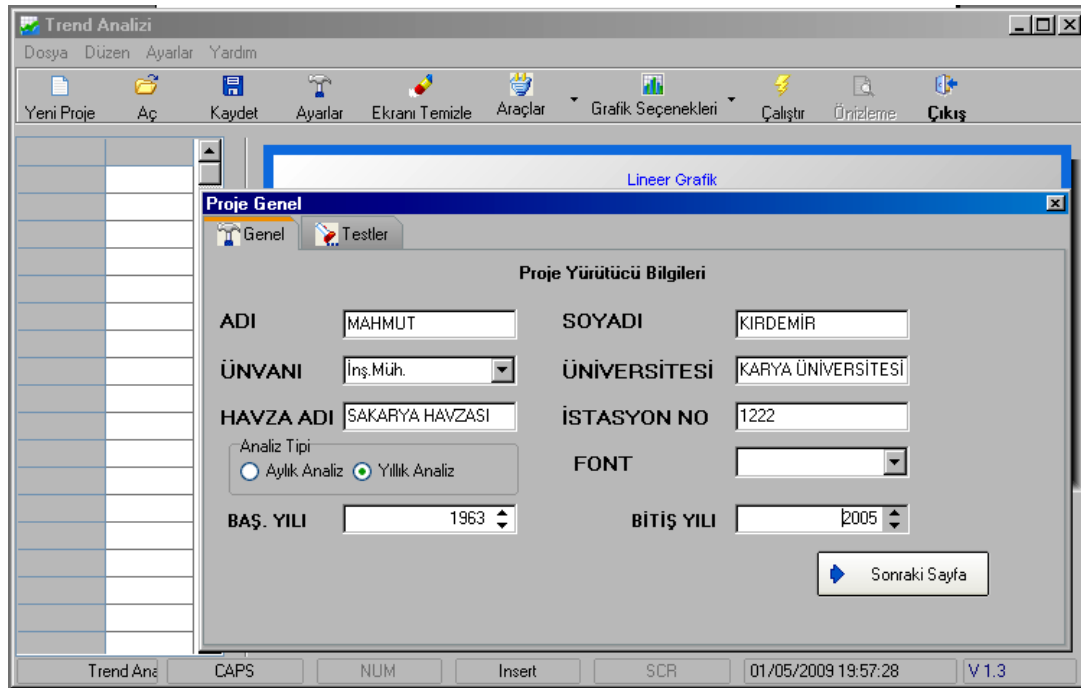 Trend Analizi
Dosya Düzen Ayarlar Yardım
Yeni Proje Aç Kaydet Ayarlar Ekranı Temizle Araçlar Grafik Seçenekleri Çalıştır Önizleme Çıkış
Lineer Grafik
Proje Genel
Genel Testler
Proje Yürütücü Bilgileri
ADI MAHMUT SOYADI KIRDEMİR
ÜNVANI İnş.Müh. ÜNİVERSİTESİ KARYA ÜNİVERSİTESİ
HAVZA ADI SAKARYA HAVZASI İSTASYON NO 1222
Analiz Tipi
Aylık Analiz Yıllık Analiz FONT
BAŞ. YILI 1963 BİTİŞ YILI 2005
Sonraki Sayfa
Trend Ana CAPS NUM Insert SCR 01/05/2009 19:57:28 V 1.3